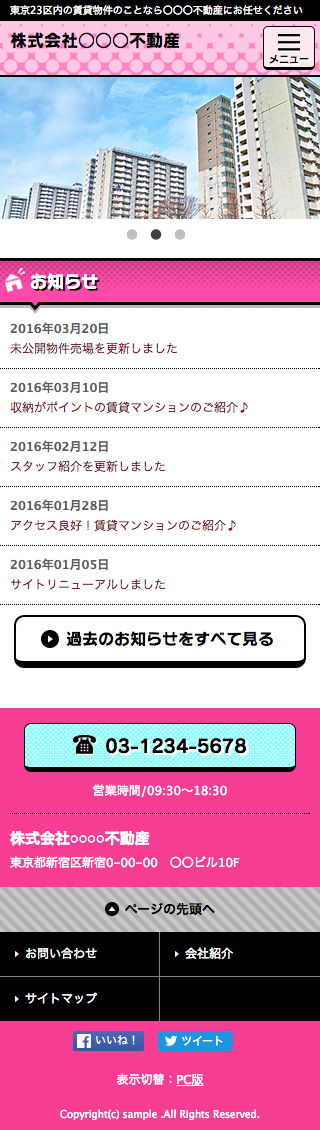 東京23区内の賃貸物件のことなら〇〇〇不動産にお任せください
株式会社〇〇〇不動産
メニュー
お知らせ
2016年03月20日
未公開物件売場を更新しました
2016年03月10日
収納がポイントの賃貸マンションのご紹介♪
2016年02月12日
スタッフ紹介を更新しました
2016年01月28日
アクセス良好！賃貸マンションのご紹介♪
2016年01月05日
サイトリニューアルしました
過去のお知らせをすべて見る
03-1234-5678
営業時間/09:30〜18:30
株式会社○○○○不動産
東京都新宿区新宿0-00-00　〇〇ビル10F
ページの先頭へ
お問い合わせ
会社紹介
サイトマップ
いいね！
ツイート
表示切替：PC版
Copyright(c) sample .All Rights Reserved.